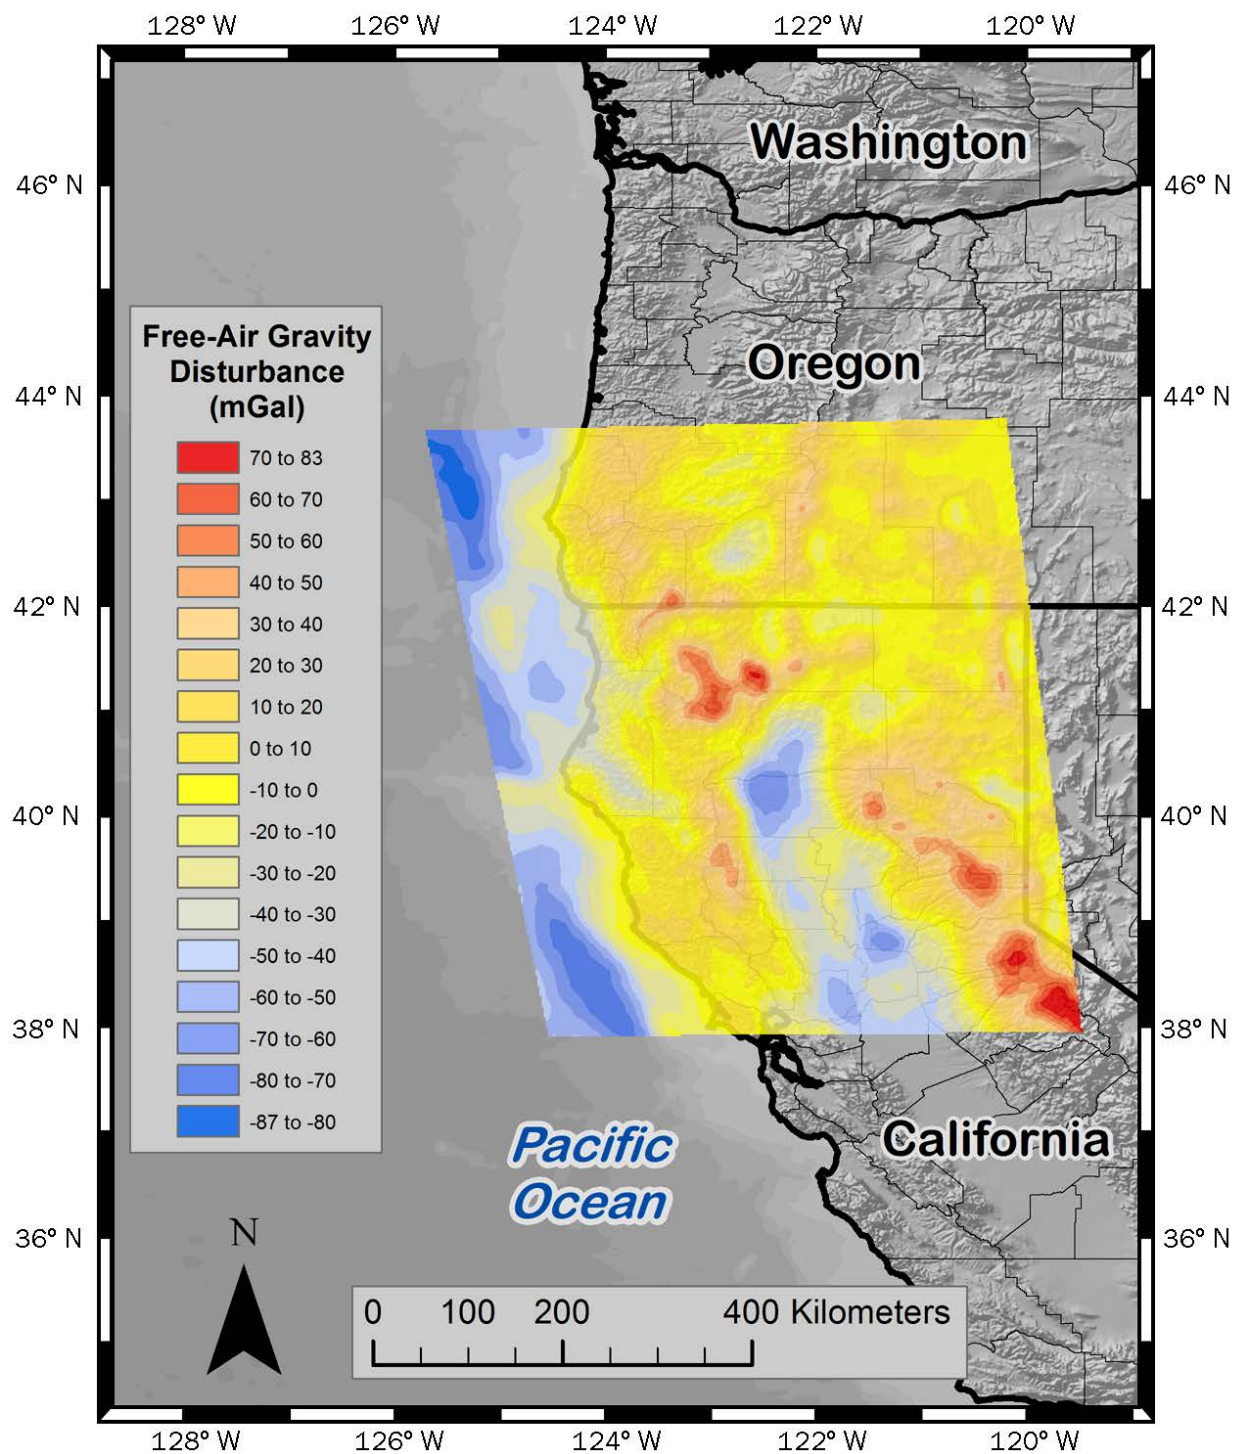 128° W 126° W 124° W 122° W 120° W
Washington
46° N 46° N
Free-Air Gravity
Disturbance
(mGal)
Oregon
44° N 44° N
70 to 83
60 to 70
50 to 60
40 to 50
30 to 40
20 to 30
10 to 20
0 to 10
-10 to 0
-20 to -10
-30 to -20
-40 to -30
-50 to -40
-60 to -50
-70 to -60
-80 to -70
-87 to -80
42° N 42° N
40° N 40° N
38° N 38° N
California
Pacific
Ocean
36° N 36° N
N
0 100 200 400 Kilometers
128° W 126° W 124° W 122° W 120° W